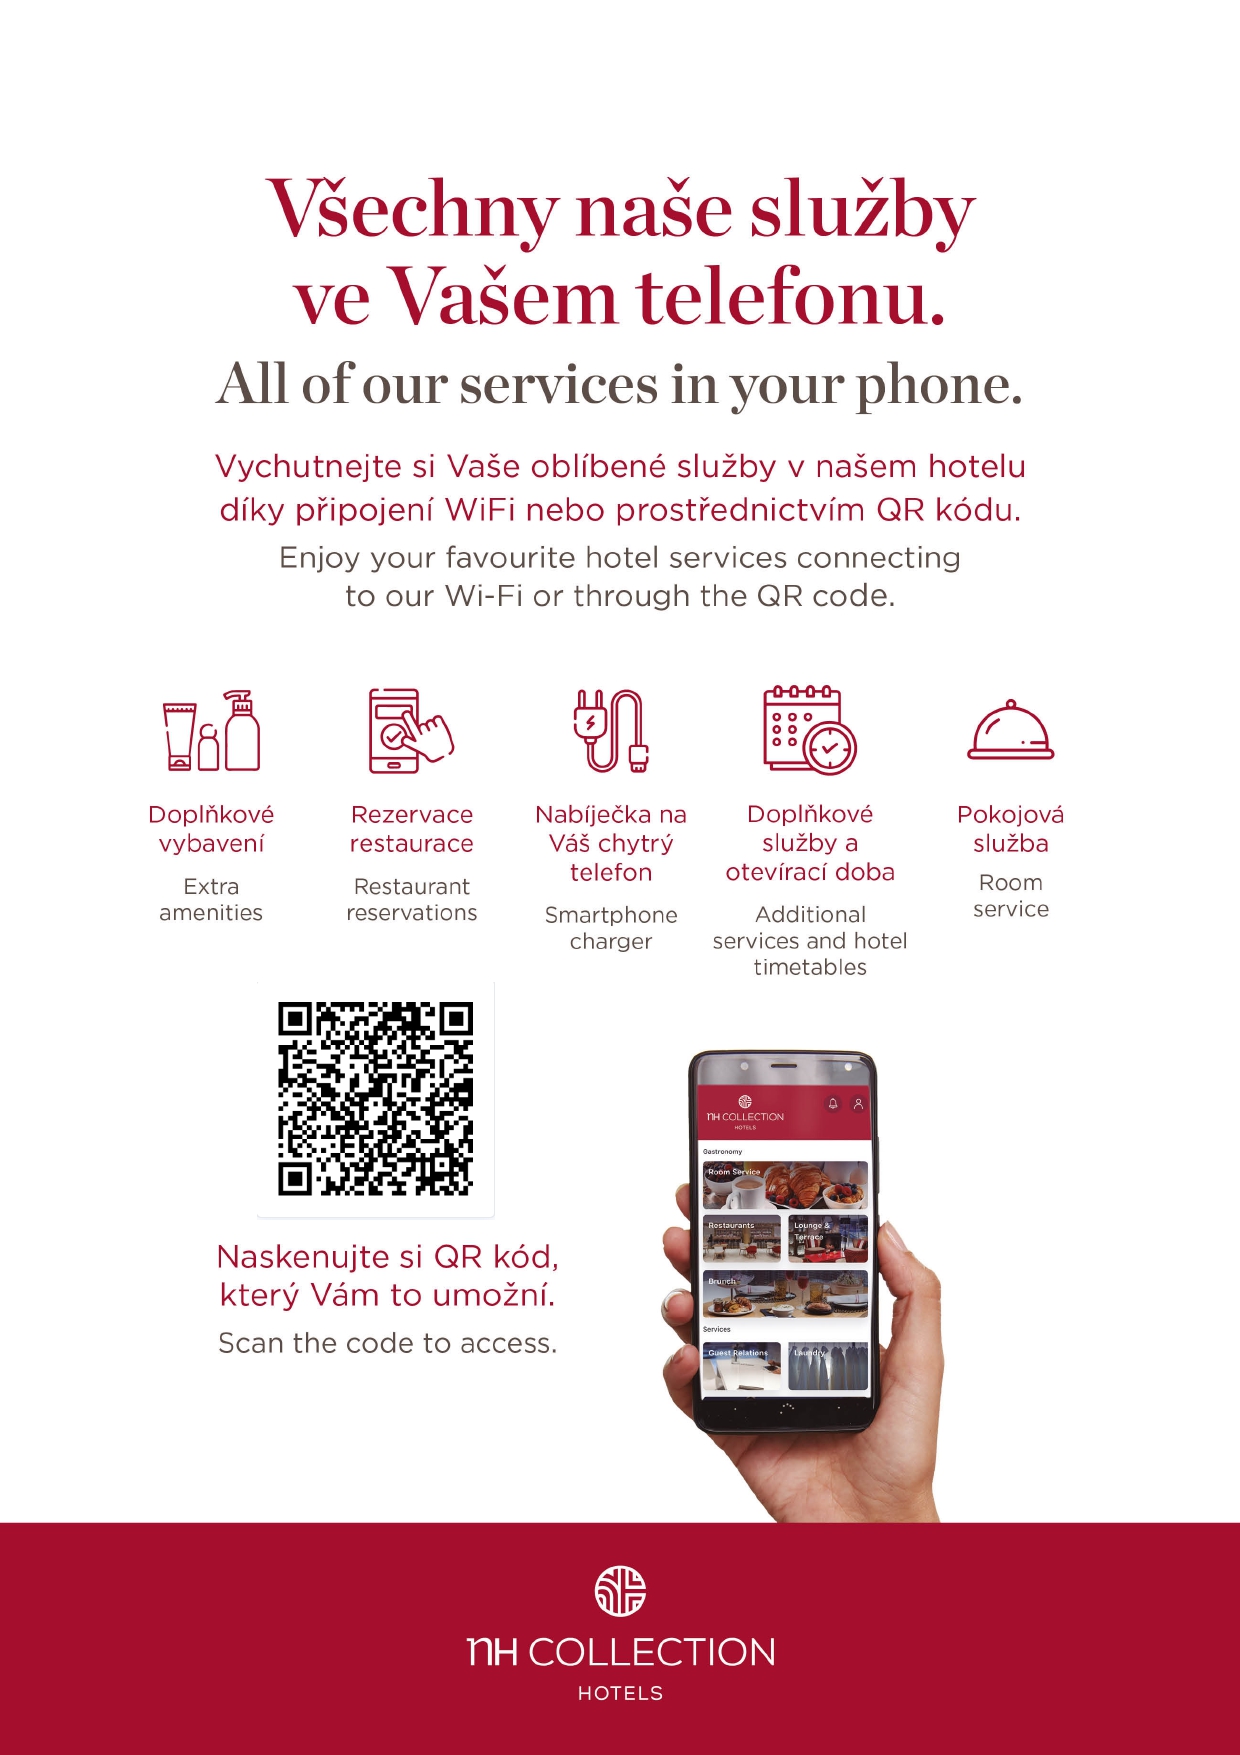 Všechny naše služby
ve Vašem telefonu.
All of our services in your phone.
Vychutnejte si Vaše oblíbené služby v našem hotelu
díky připojení WiFi nebo prostřednictvím QR kódu.
Enjoy your favourite hotel services connecting
to our Wi-Fi or through the QR code.
Doplňkové
vybavení
Extra
amenities
Rezervace
restaurace
Restaurant
reservations
Nabíječka na
Váš chytrý
telefon
Smartphone
charger
Doplňkové
služby a
otevírací doba
Additional
services and hotel
timetables
Pokojová
služba
Room
service
Naskenujte si QR kód,
který Vám to umožní.
Scan the code to access.
NH COLLECTION
HOTELS
Gastronomy
Room Service
Restaurants
Lounge &
Terrace
Brunch
Services
Guest Relations
Laundry
NH COLLECTION
HOTELS